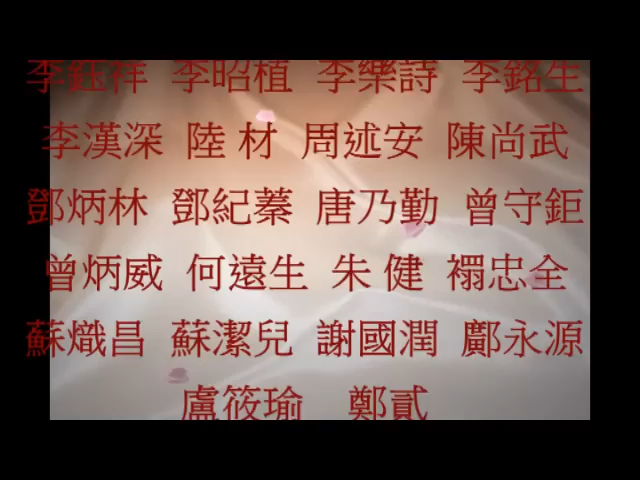 李鈺祥 李昭植 李樂詩 李銘生
李漢深 陸 材 周述安 陳尚武
鄧炳林 鄧紀蓁 唐乃勤 曾守鉅
曾炳威 何遠生 朱 健 禤忠全
蘇熾昌 蘇潔兒 謝國潤 鄺永源
盧筱瑜 鄭貳